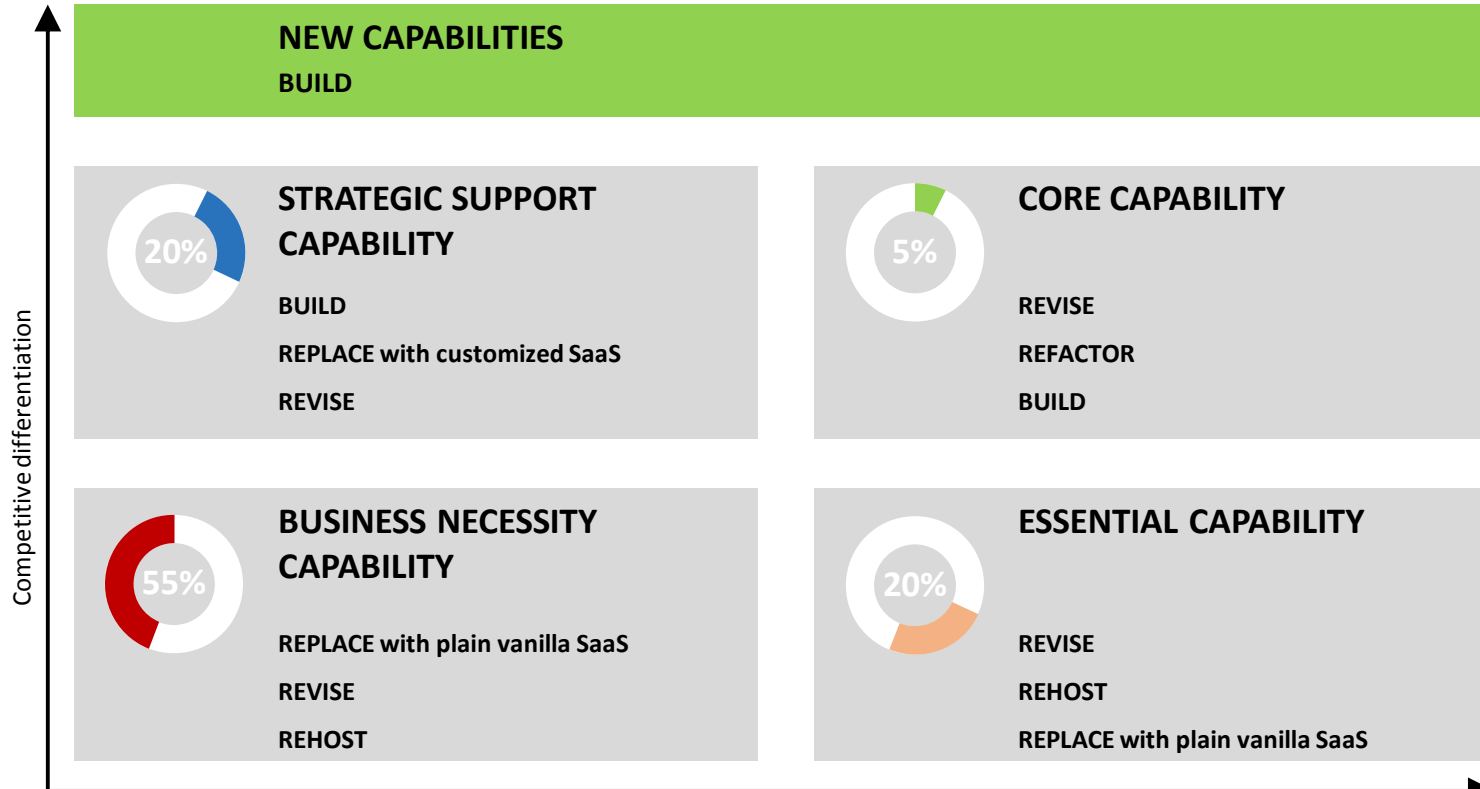 NEW CAPABILITIES
BUILD
Competitive differentiation
20%
STRATEGIC SUPPORT
CAPABILITY
BUILD
REPLACE with customized SaaS
REVISE
5%
CORE CAPABILITY
REVISE
REFACTOR
BUILD
55%
BUSINESS NECESSITY
CAPABILITY
REPLACE with plain vanilla SaaS
REVISE
REHOST
20%
ESSENTIAL CAPABILITY
REVISE
REHOST
REPLACE with plain vanilla SaaS